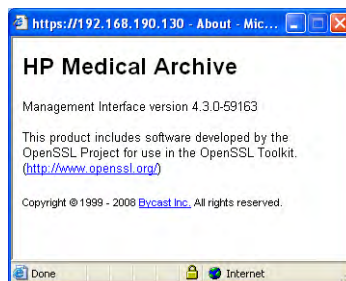 https://192.168.190.130 - About - Mic...
HP Medical Archive
Management Interface version 4.3.0-59163
This product includes software developed by the
OpenSSL Project for use in the OpenSSL Toolkit.
(http://www.openssl.org/)
Copyright © 1999 - 2008 Bycast Inc. All rights reserved.
Done Internet